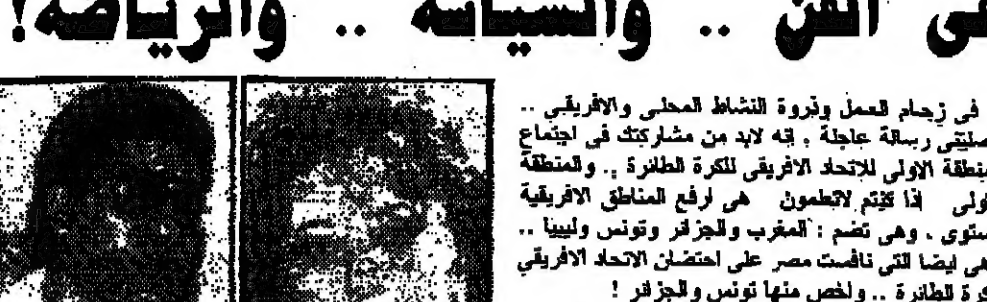 فى الفن .. والسياسة .. والرياضة!
فى زحام العمل وذروة النشاط المحلى والافريقى ..
وصلتنى رسالة عاجلة . إنه لابد من مشاركتك فى اجتماع
المنطقة الاولى للاتحاد الافريقى للكرة الطائرة .. والمنطقة
الاولى إذا كنتم لاتعلمون هى ارفع المناطق الافريقية
مستوى . وهى تضم : المغرب والجزائر وتونس وليبيا ..
وهى ايضا التى نافست مصر على احتضان الاتحاد الافريقي
للكرة الطائرة .. واخص منها تونس والجزائر !